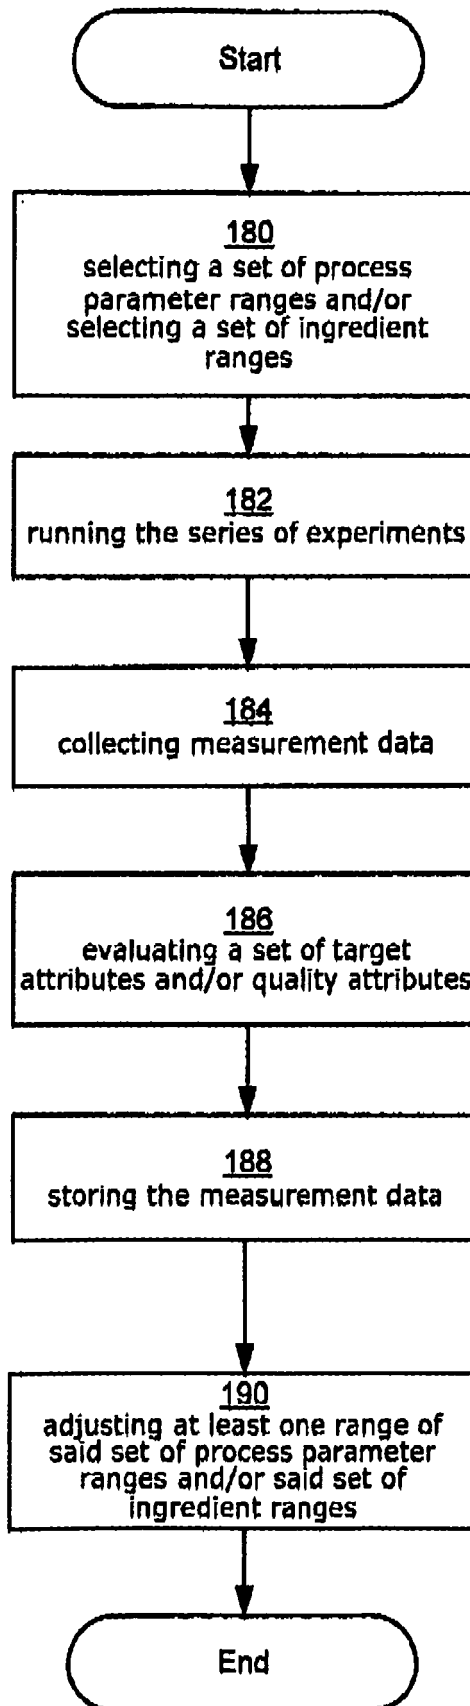 Start
180
selecting a set of process
parameter ranges and/or
selecting a set of ingredient
ranges
182
running the series of experiments
184
collecting measurement data
186
evaluating a set of target
attributes and/or quality attributes
188
storing the measurement data
190
adjusting at least one range of
said set of process parameter
ranges and/or said set of
ingredient ranges
End